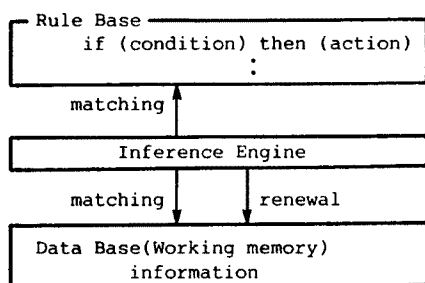 Rule Base
if (condition) then (action)
:
matching
Inference Engine
matching renewal
Data Base(Working memory)
information